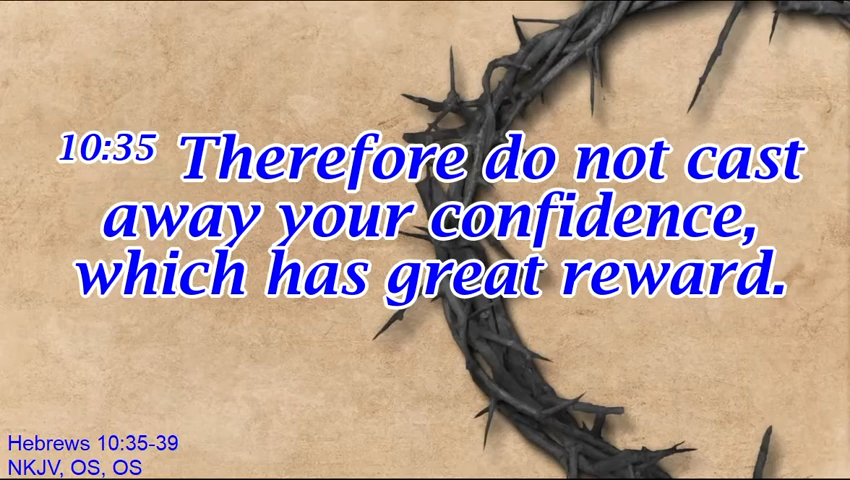 10:35 Therefore do not cast
away your confidence,
which has great reward.
Hebrews 10:35-39
NKJV, OS, OS